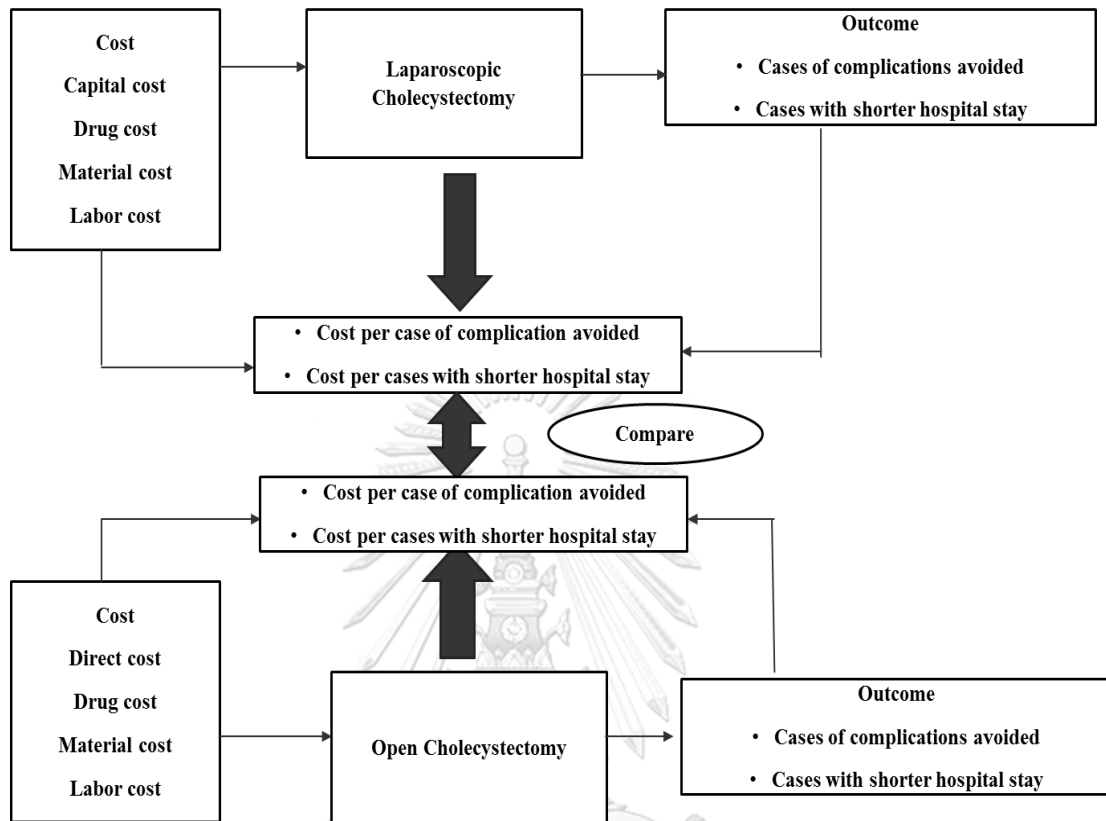 Cost
Capital cost
Drug cost
Material cost
Labor cost
Laparoscopic
Cholecystectomy
Outcome
• Cases of complications avoided
• Cases with shorter hospital stay
• Cost per case of complication avoided
• Cost per cases with shorter hospital stay
Compare
• Cost per case of complication avoided
• Cost per cases with shorter hospital stay
Cost
Direct cost
Drug cost
Material cost
Labor cost
Open Cholecystectomy
Outcome
• Cases of complications avoided
• Cases with shorter hospital stay